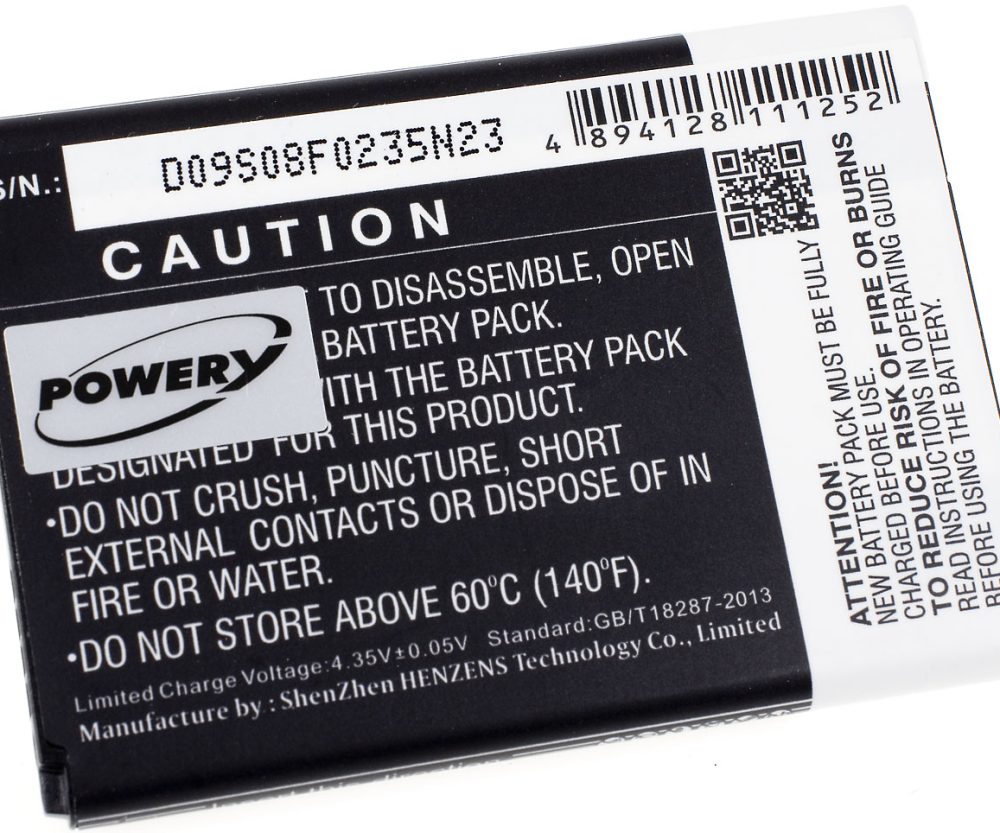 S/N.:
D09S08F0235N23
4 894128 111252
CAUTION
TO DISASSEMBLE, OPEN
BATTERY PACK.
WITH THE BATTERY PACK
DESIGNATED FOR THIS PRODUCT.
•DO NOT CRUSH, PUNCTURE, SHORT
EXTERNAL CONTACTS OR DISPOSE OF IN
FIRE OR WATER.
•DO NOT STORE ABOVE 60°C (140°F).
Limited Charge Voltage:4.35V±0.05V Standard:GB/T18287-2013
Manufacture by : ShenZhen HENZENS Technology Co., Limited
POWERY
ATTENTION!
NEW BATTERY PACK MUST BE FULLY
CHARGED BEFORE USE.
TO REDUCE RISK OF FIRE OR BURNS
READ INSTRUCTIONS IN OPERATING GUIDE
BEFORE USING THE BATTERY.
Insert this direction